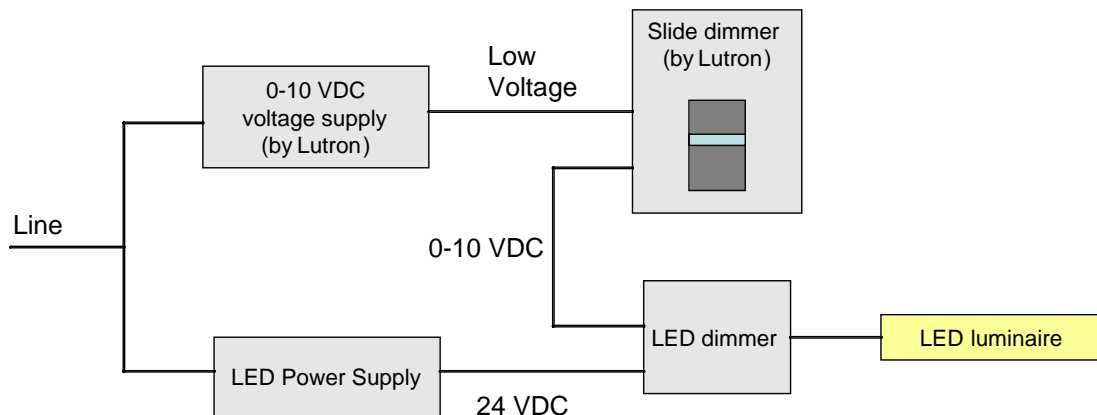 Slide dimmer
(by Lutron)
Low
Voltage
0-10 VDC
voltage supply
(by Lutron)
Line
0-10 VDC
LED dimmer
LED luminaire
LED Power Supply
24 VDC